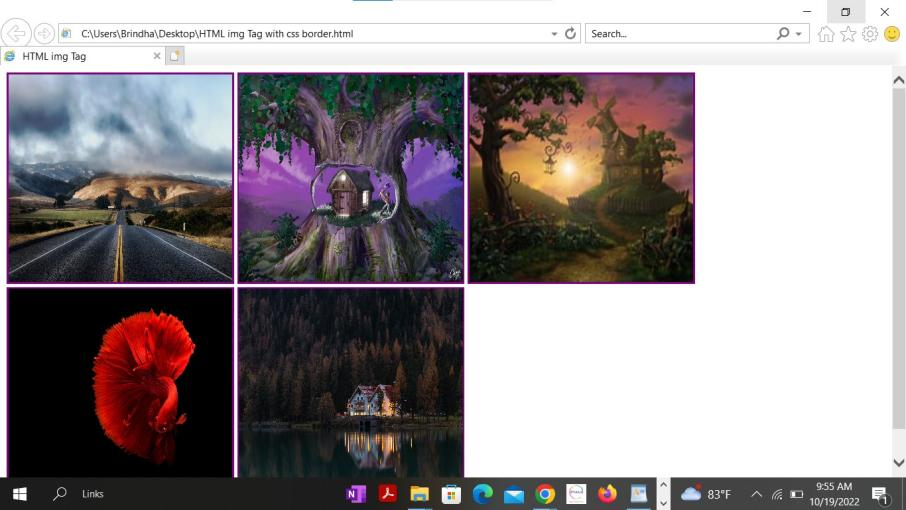 C:\Users\Brindha\Desktop\HTML img Tag with css border.html
Search...
HTML img Tag
Links
83°F
9:55 AM
10/19/2022
1